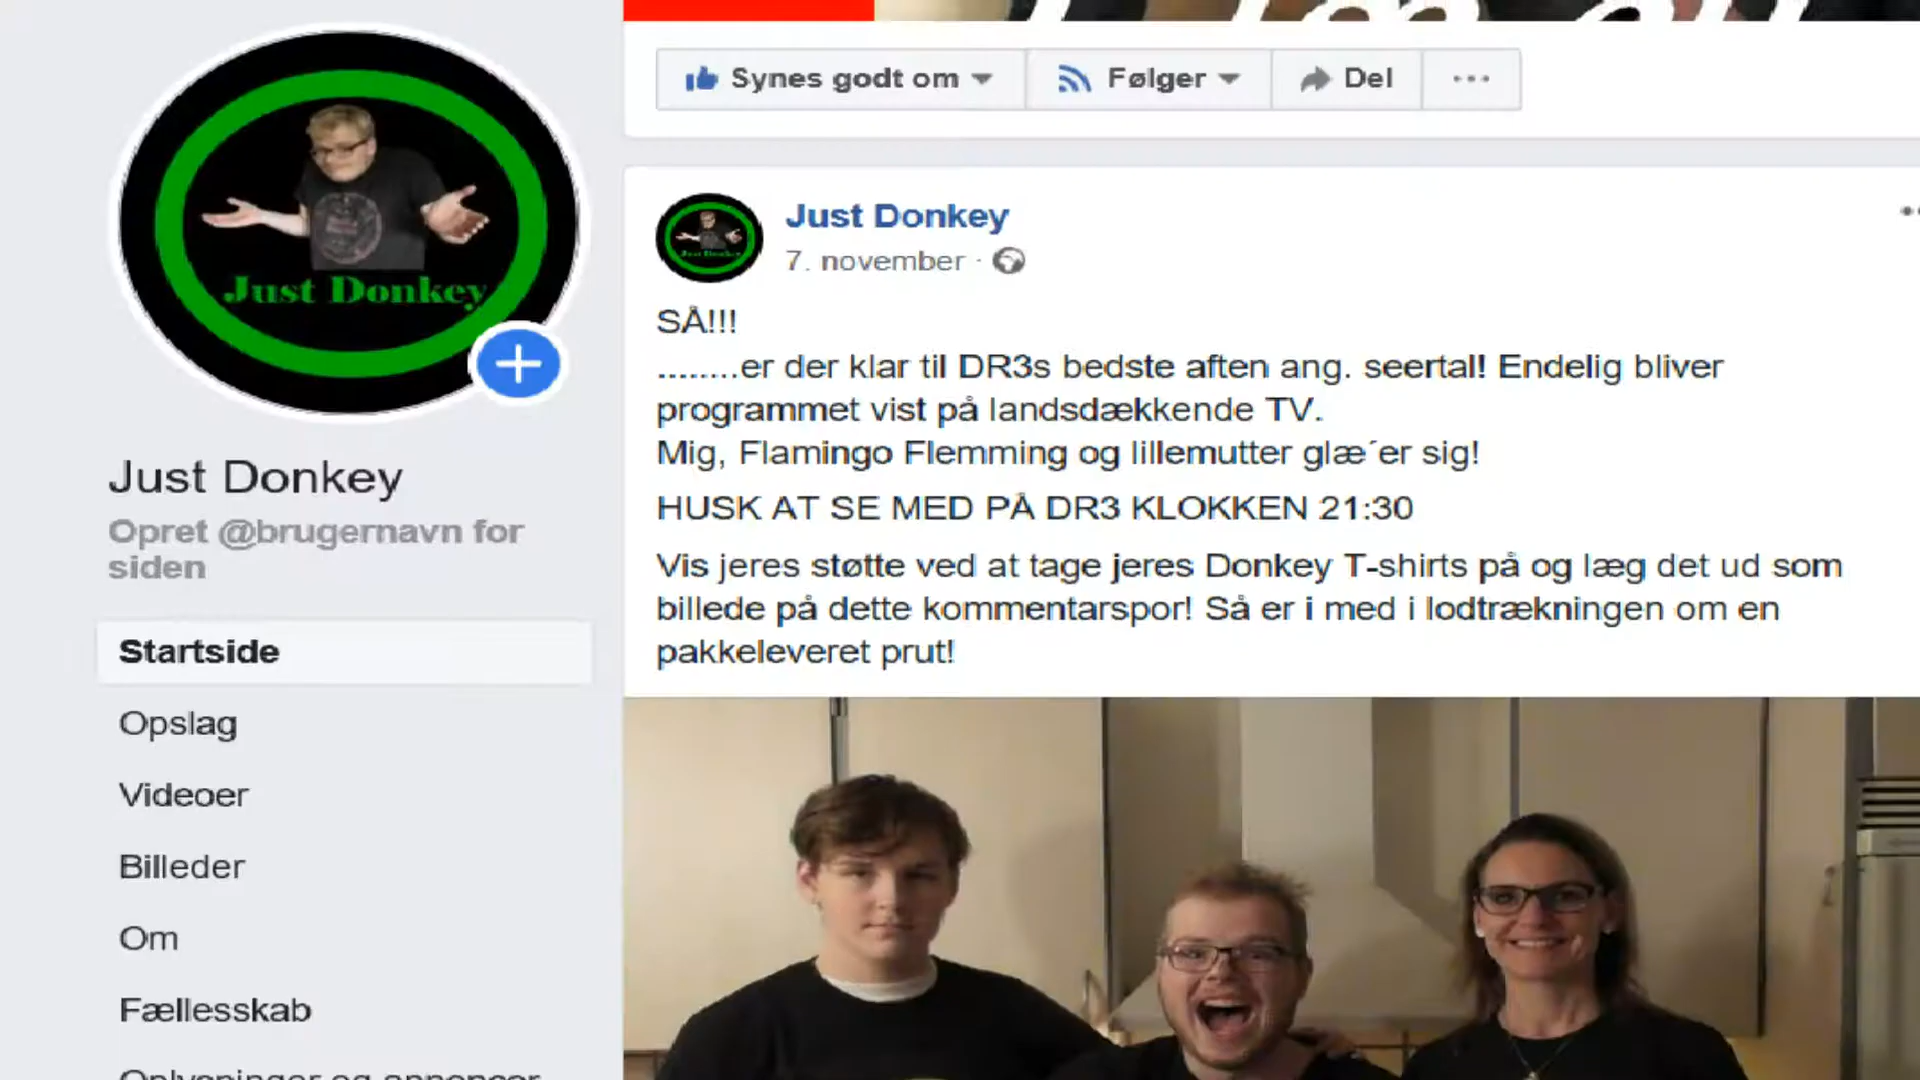 Just Donkey
Just Donkey
Opret @brugernavn for
siden
Startside
Opslag
Videoer
Billeder
Om
Fællesskab
Synes godt om
Følger
Del
Just Donkey
7. november ·
SÅ!!!
........er der klar til DR3s bedste aften ang. seertal! Endelig bliver
programmet vist på landsdækkende TV.
Mig, Flamingo Flemming og lillemutter glæ´er sig!
HUSK AT SE MED PÅ DR3 KLOKKEN 21:30
Vis jeres støtte ved at tage jeres Donkey T-shirts på og læg det ud som
billede på dette kommentarspor! Så er i med i lodtrækningen om en
pakkeleveret prut!